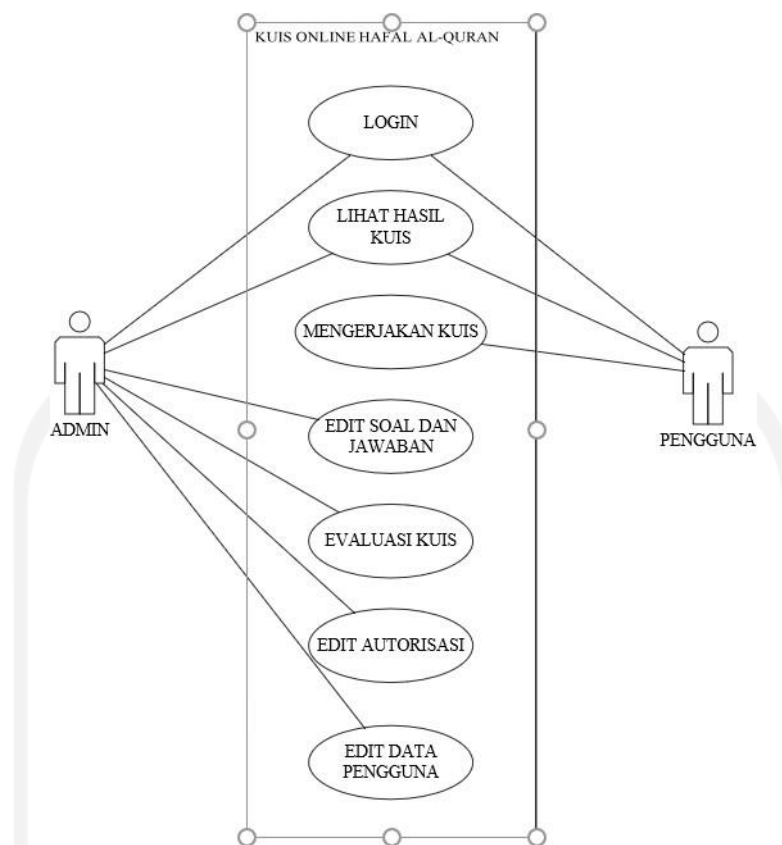 KUIS ONLINE HAFAL AL-QURAN
LOGIN
LIHAT HASIL
KUIS
MENGERJAKAN KUIS
ADMIN
EDIT SOAL DAN
JAWABAN
PENGGUNA
EVALUASI KUIS
EDIT AUTORISASI
EDIT DATA
PENGGUNA